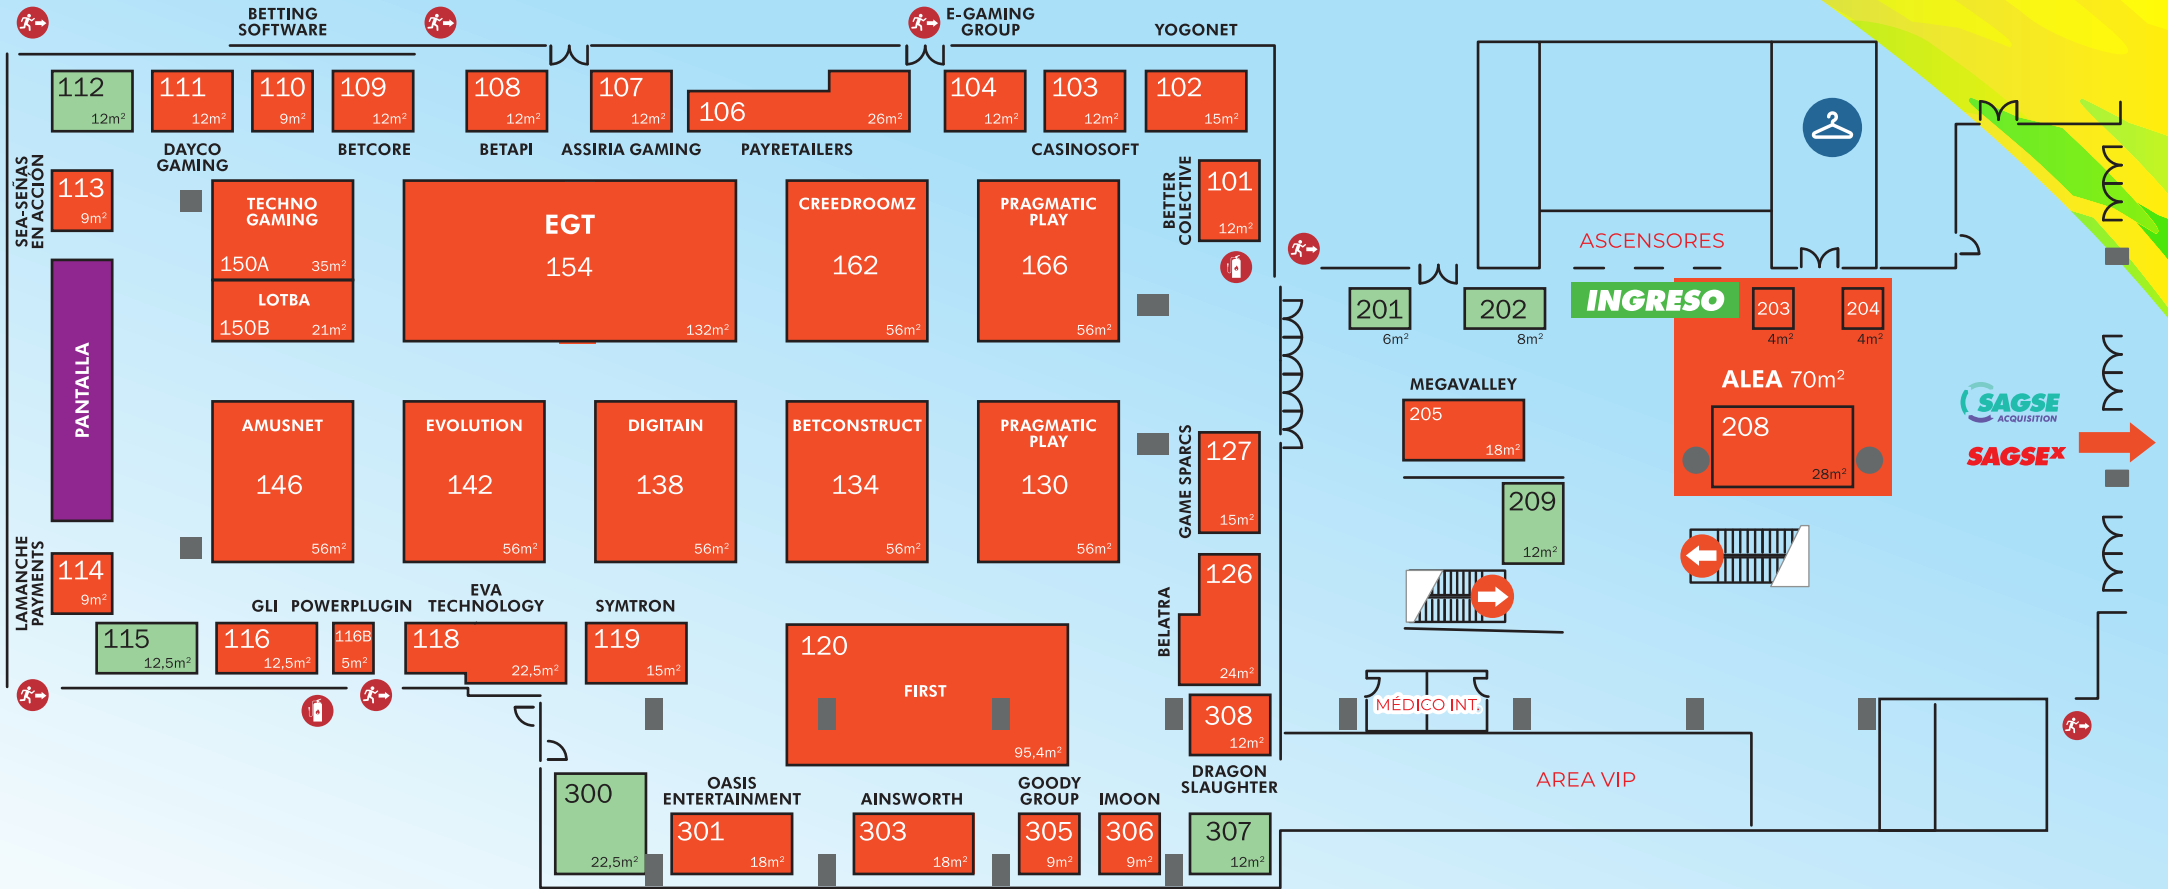 BETTING
SOFTWARE
E-GAMING
GROUP
YOGONET
112
12m²
111
12m²
110
9m²
109
12m²
108
12m²
107
12m²
106
26m²
104
12m²
103
12m²
102
15m²
DAYCO
GAMING
BETCORE
BETAPI
ASSIRIA GAMING
PAYRETAILERS
CASINOSOFT
SEA-SEÑAS
EN ACCIÓN
113
9m²
TECHNO
GAMING
150A
35m²
LOTBA
150B
21m²
EGT
154
132m²
CREEDROOMZ
162
56m²
PRAGMATIC
PLAY
166
56m²
BETTER
COLECTIVE
101
12m²
ASCENSORES
INGRESO
201
6m²
202
8m²
203
4m²
204
4m²
ALEA 70m²
208
28m²
MEGAVALLEY
205
18m²
209
12m²
SAGSE
ACQUISITION
SAGSEX
PANTALLA
AMUSNET
146
56m²
EVOLUTION
142
56m²
DIGITAIN
138
56m²
BETCONSTRUCT
134
56m²
PRAGMATIC
PLAY
130
56m²
GAME SPARCS
127
15m²
LAMANCHE
PAYMENTS
114
9m²
GLI
POWERPLUGIN
EVA
TECHNOLOGY
SYMTRON
115
12,5m²
116
12,5m²
116B
5m²
118
22,5m²
119
15m²
120
FIRST
95,4m²
BELATRA
126
24m²
308
12m²
DRAGON
SLAUGHTER
MÉDICO INT.
AREA VIP
300
22,5m²
OASIS
ENTERTAINMENT
301
18m²
AINSWORTH
303
18m²
GOODY
GROUP
305
9m²
IMOON
306
9m²
307
12m²